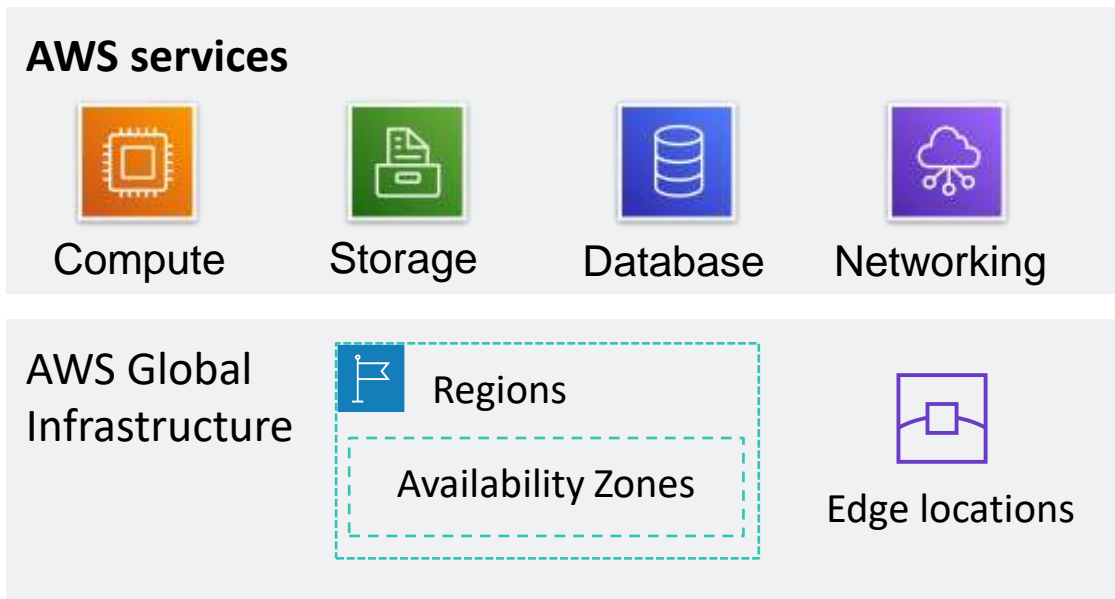 AWS services
Compute
Storage
Database
Networking
AWS Global
Infrastructure
Regions
Availability Zones
Edge locations